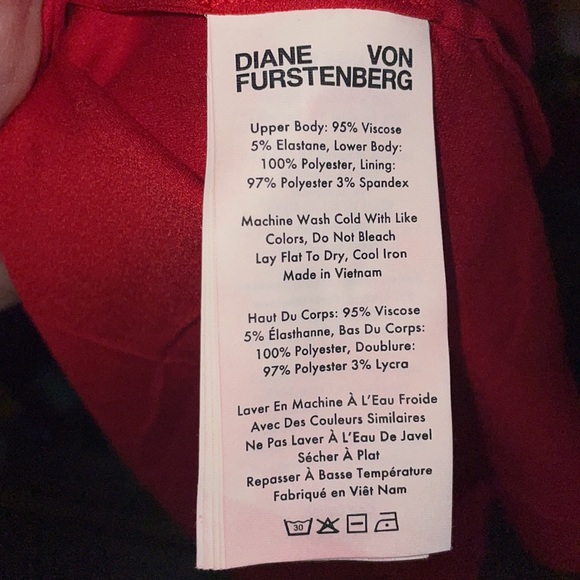 DIANE VON
FURSTENBERG
Upper Body: 95% Viscose
5% Elastane, Lower Body:
100% Polyester, Lining:
97% Polyester 3% Spandex
Machine Wash Cold With Like
Colors, Do Not Bleach
Lay Flat To Dry, Cool Iron
Made in Vietnam
Haut Du Corps: 95% Viscose
5% Élasthanne, Bas Du Corps:
100% Polyester, Doublure:
97% Polyester 3% Lycra
Laver En Machine À L'Eau Froide
Avec Des Couleurs Similaires
Ne Pas Laver À L'Eau De Javel
Sécher À Plat
Repasser À Basse Température
Fabriqué en Viêt Nam
30